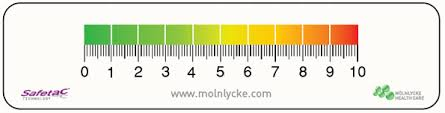 0 1 2 3 4 5 6 7 8 9 10
Safetac®
TECHNOLOGY
www.molnlycke.com
MÖLNLYCKE
HEALTH CARE